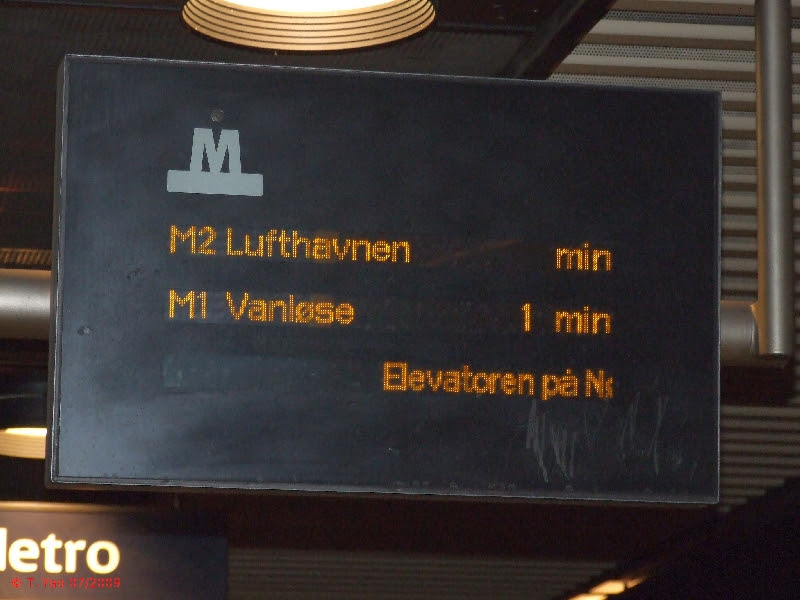 M
M2 Lufthavnen min
M1 Vanløse 1 min
Elevatoren på
etro